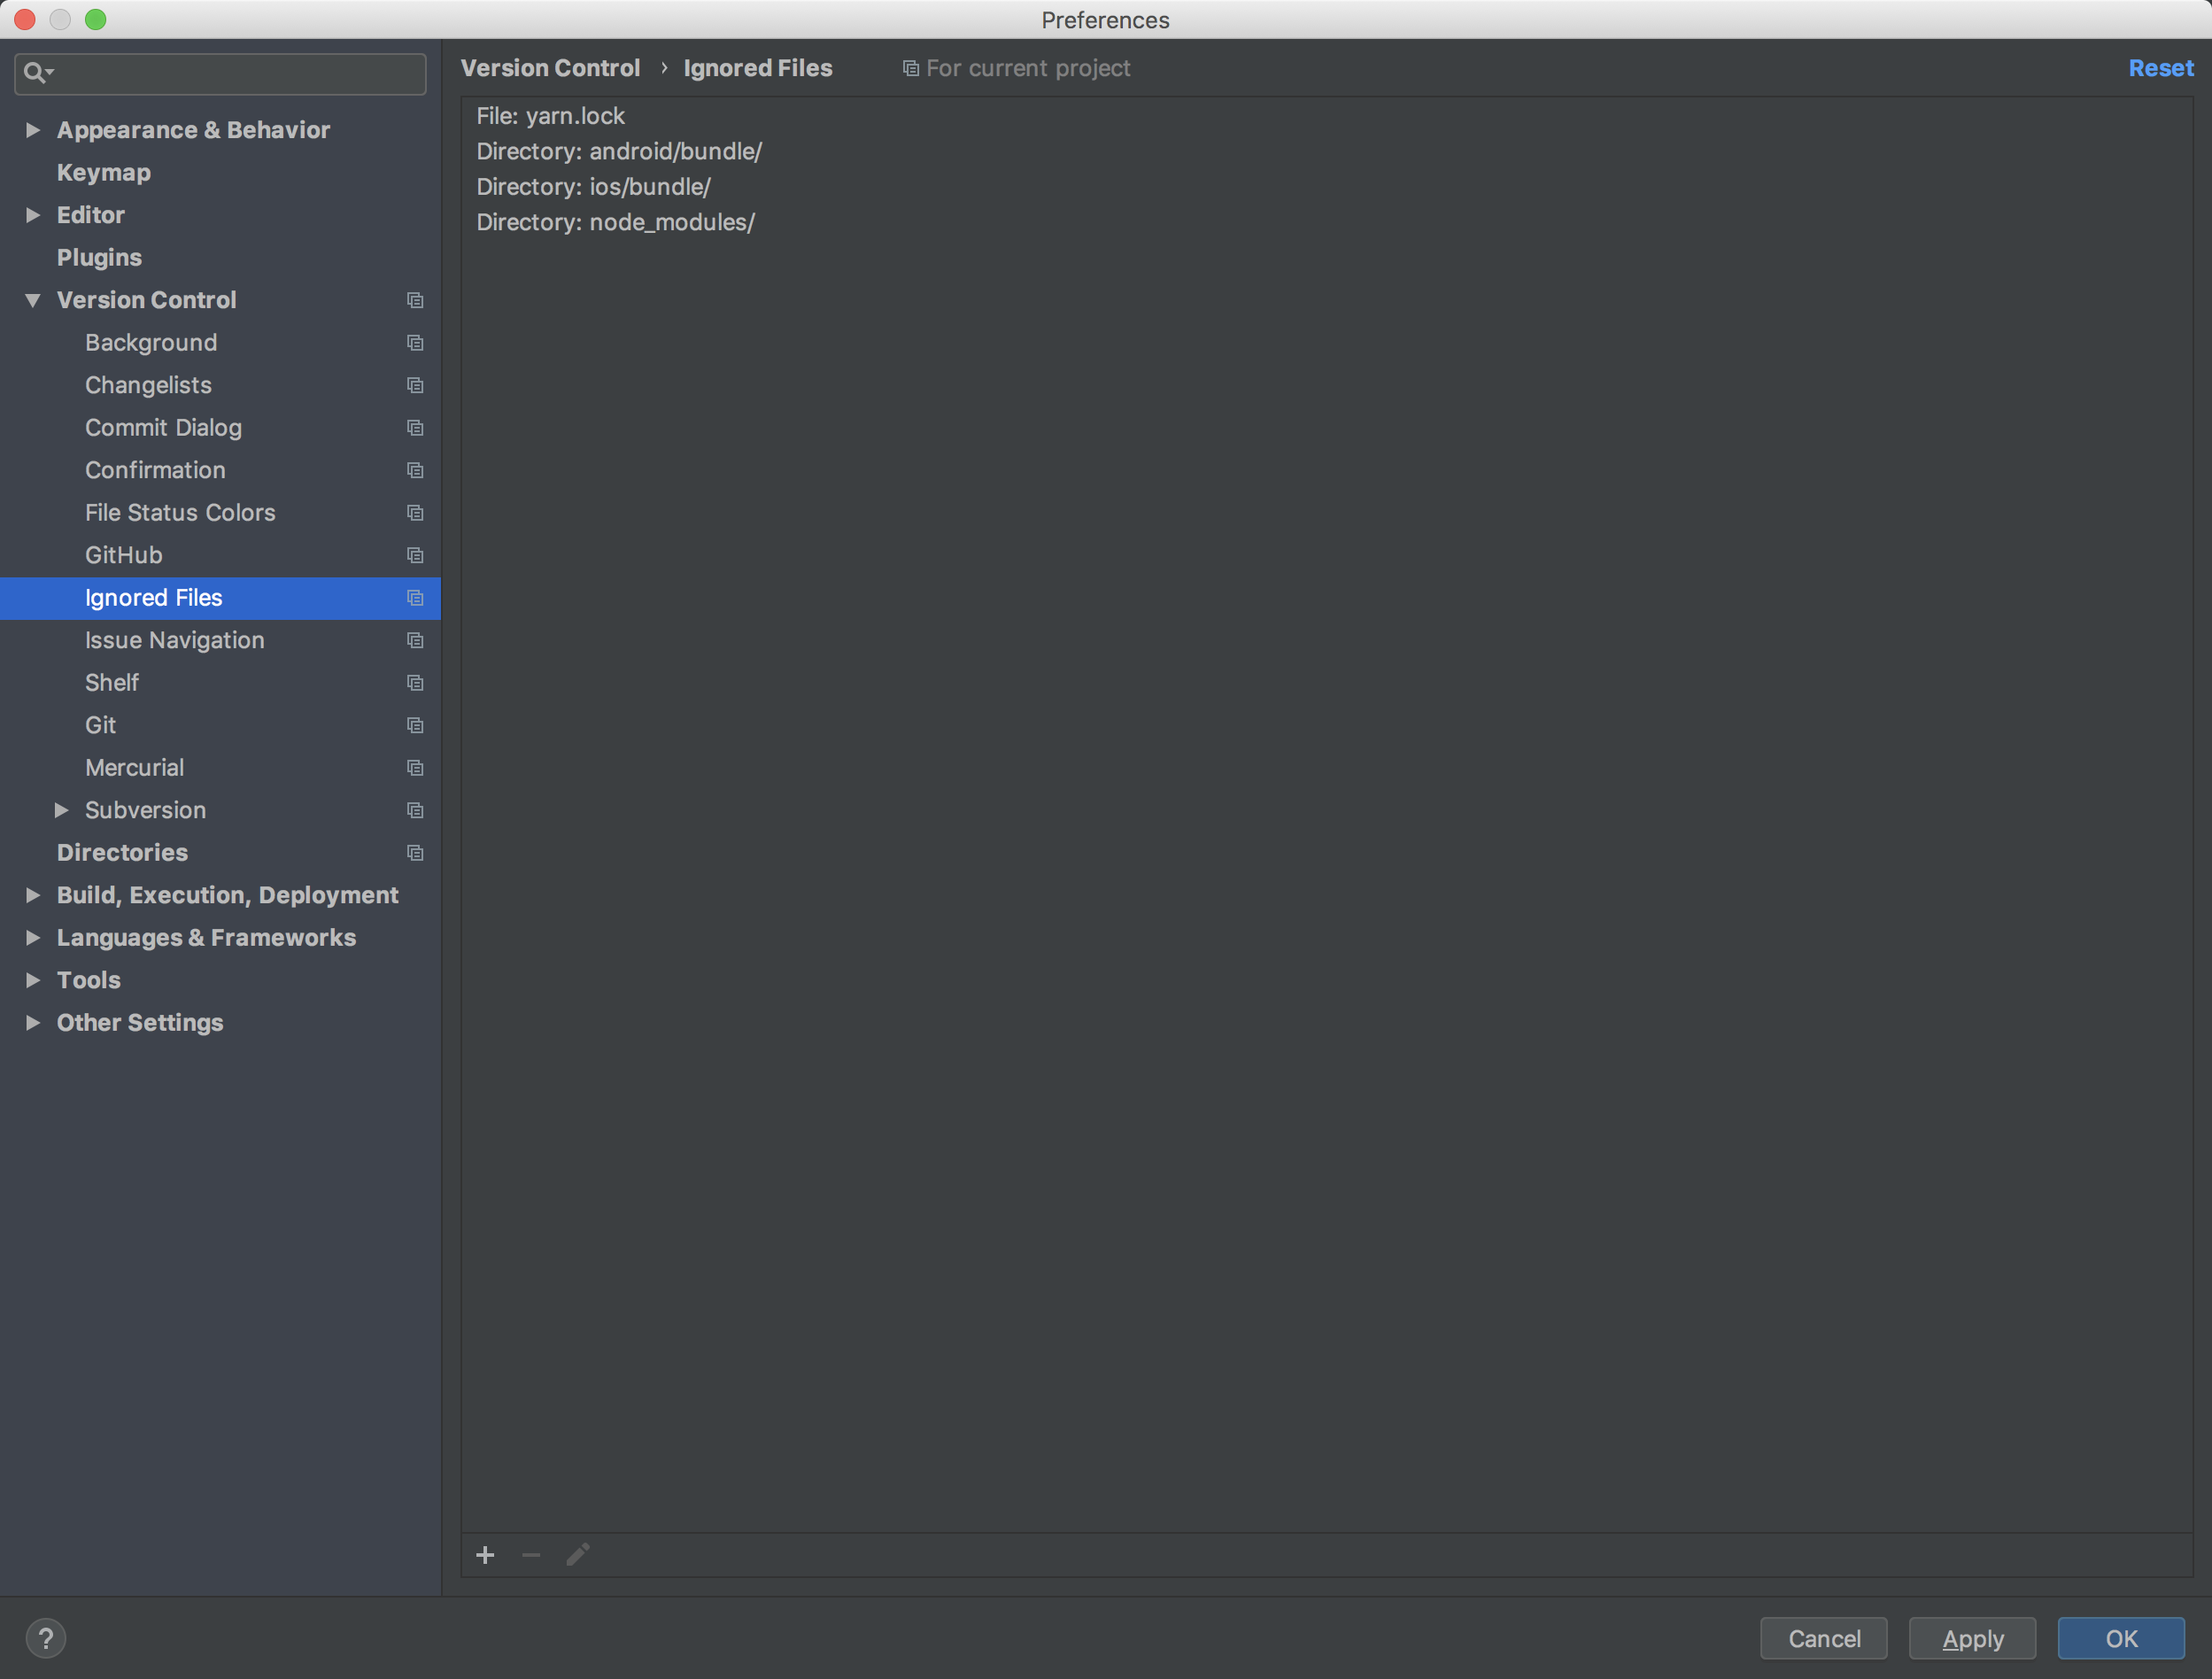 Preferences
Appearance & Behavior
Keymap
Editor
Plugins
Version Control
Background
Changelists
Commit Dialog
Confirmation
File Status Colors
GitHub
Ignored Files
Issue Navigation
Shelf
Git
Mercurial
Subversion
Directories
Build, Execution, Deployment
Languages & Frameworks
Tools
Other Settings
Version Control › Ignored Files For current project Reset
File: yarn.lock
Directory: android/bundle/
Directory: ios/bundle/
Directory: node_modules/
? Cancel Apply OK